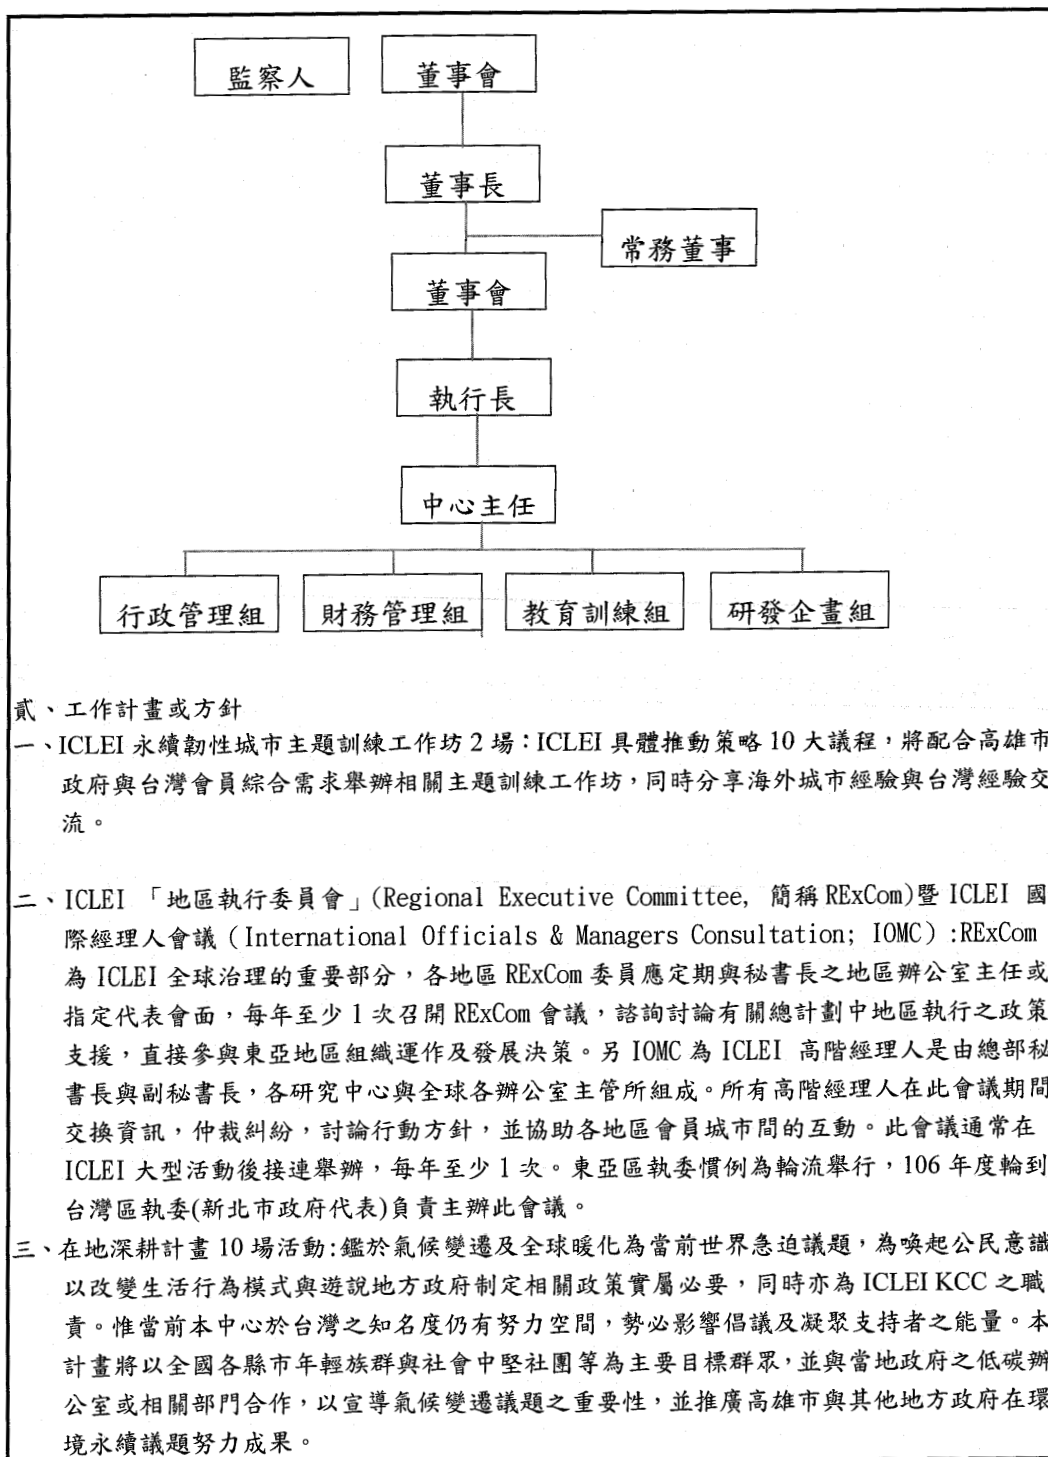 監察人 董事會
董事長
常務董事
董事會
執行長
中心主任
行政管理組 財務管理組 教育訓練組 研發企畫組
貳、工作計畫或方針
一、ICLEI 永續韌性城市主題訓練工作坊 2 場：ICLEI 具體推動策略 10 大議程，將配合高雄市
政府與台灣會員綜合需求舉辦相關主題訓練工作坊，同時分享海外城市經驗與台灣經驗交
流。
二、ICLEI 「地區執行委員會」(Regional Executive Committee, 簡稱 RExCom)暨 ICLEI 國
際經理人會議（International Officials & Managers Consultation; IOMC）:RExCom
為 ICLEI 全球治理的重要部分，各地區 RExCom 委員應定期與秘書長之地區辦公室主任或
指定代表會面，每年至少 1 次召開 RExCom 會議，諮詢討論有關總計劃中地區執行之政策
支援，直接參與東亞地區組織運作及發展決策。另 IOMC 為 ICLEI 高階經理人是由總部秘
書長與副秘書長，各研究中心與全球各辦公室主管所組成。所有高階經理人在此會議期間
交換資訊，仲裁糾紛，討論行動方針，並協助各地區會員城市間的互動。此會議通常在
ICLEI 大型活動後接連舉辦，每年至少 1 次。東亞區執委慣例為輪流舉行，106 年度輪到
台灣區執委(新北市政府代表)負責主辦此會議。
三、在地深耕計畫 10 場活動:鑑於氣候變遷及全球暖化為當前世界急迫議題，為喚起公民意識
以改變生活行為模式與遊說地方政府制定相關政策實屬必要，同時亦為 ICLEI KCC 之職
責。惟當前本中心於台灣之知名度仍有努力空間，勢必影響倡議及凝聚支持者之能量。本
計畫將以全國各縣市年輕族群與社會中堅社團等為主要目標群眾，並與當地政府之低碳辦
公室或相關部門合作，以宣導氣候變遷議題之重要性，並推廣高雄市與其他地方政府在環
境永續議題努力成果。